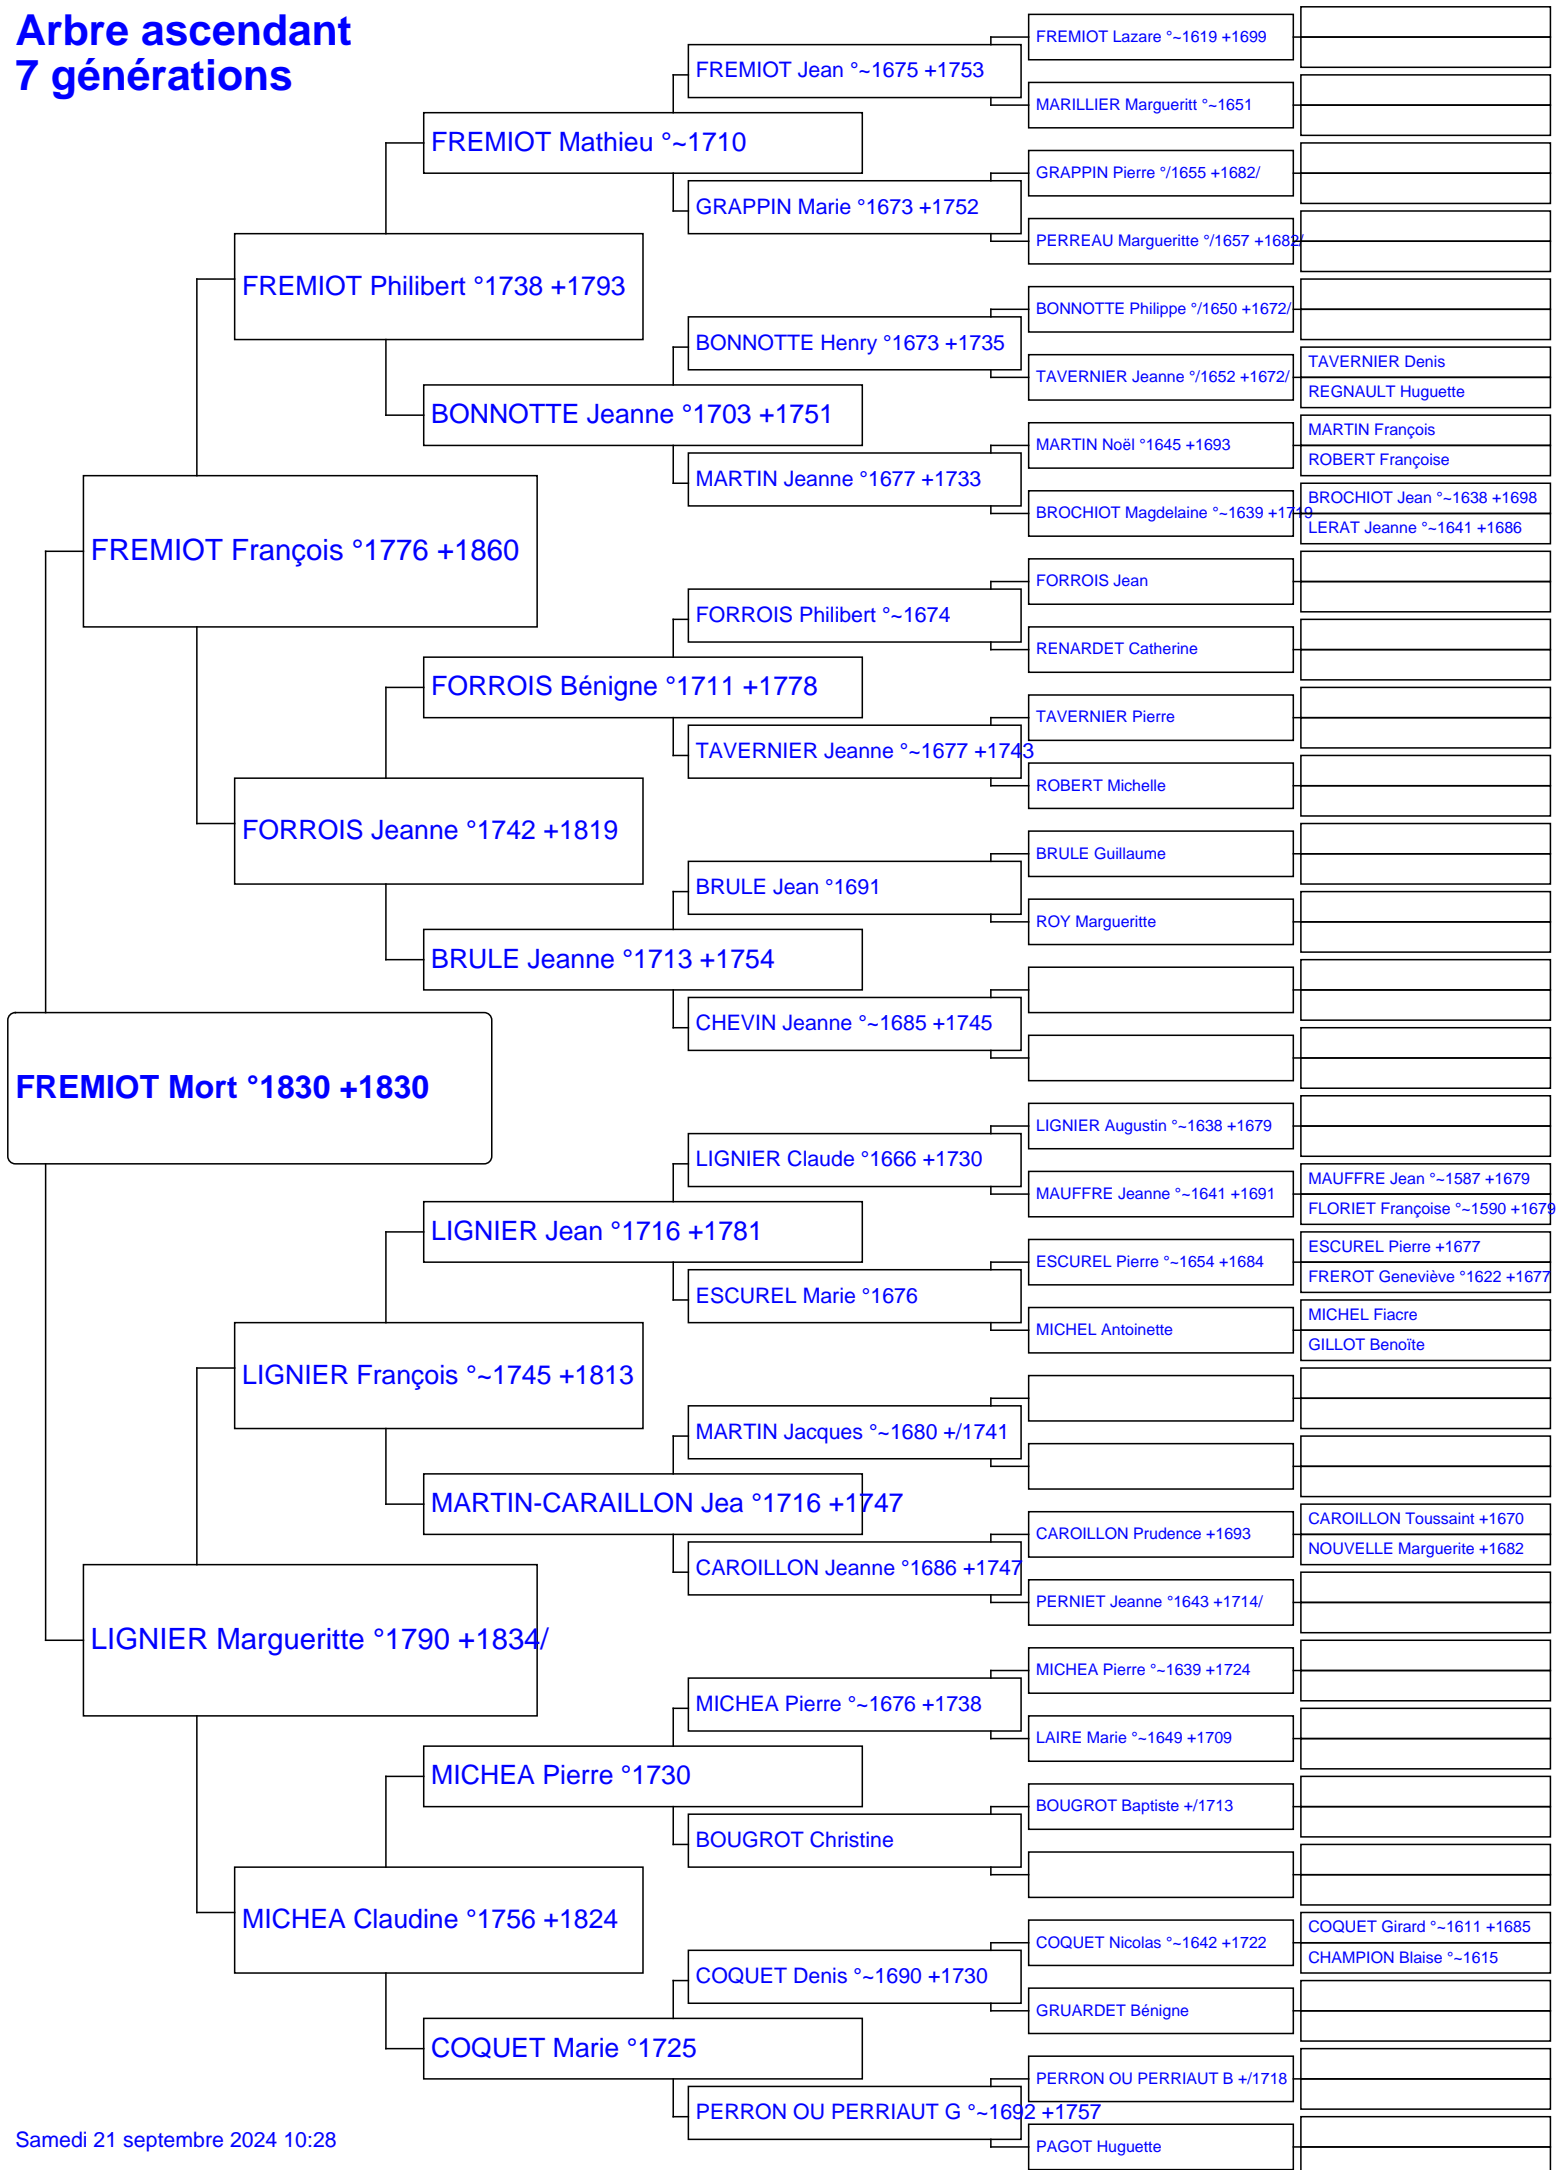 Arbre ascendant
7 générations
FREMIOT Lazare °~1619 +1699
FREMIOT Jean °~1675 +1753
MARILLIER Margueritt °~1651
FREMIOT Mathieu °~1710
GRAPPIN Pierre °/1655 +1682/
GRAPPIN Marie °1673 +1752
PERREAU Margueritte °/1657 +1682/
FREMIOT Philibert °1738 +1793
BONNOTTE Philippe °/1650 +1672/
BONNOTTE Henry °1673 +1735
TAVERNIER Denis
TAVERNIER Jeanne °/1652 +1672/
REGNAULT Huguette
BONNOTTE Jeanne °1703 +1751
MARTIN François
MARTIN Noël °1645 +1693
ROBERT Françoise
MARTIN Jeanne °1677 +1733
BROCHIOT Jean °~1638 +1698
BROCHIOT Magdelaine °~1639 +1719
LERAT Jeanne °~1641 +1686
FREMIOT François °1776 +1860
FORROIS Jean
FORROIS Philibert °~1674
RENARDET Catherine
FORROIS Bénigne °1711 +1778
TAVERNIER Pierre
TAVERNIER Jeanne °~1677 +1743
ROBERT Michelle
FORROIS Jeanne °1742 +1819
BRULE Guillaume
BRULE Jean °1691
ROY Margueritte
BRULE Jeanne °1713 +1754
CHEVIN Jeanne °~1685 +1745
FREMIOT Mort °1830 +1830
LIGNIER Augustin °~1638 +1679
LIGNIER Claude °1666 +1730
MAUFFRE Jean °~1587 +1679
MAUFFRE Jeanne °~1641 +1691
FLORIET Françoise °~1590 +1679
LIGNIER Jean °1716 +1781
ESCUREL Pierre +1677
ESCUREL Pierre °~1654 +1684
FREROT Geneviève °1622 +1677
ESCUREL Marie °1676
MICHEL Fiacre
MICHEL Antoinette
GILLOT Benoïte
LIGNIER François °~1745 +1813
MARTIN Jacques °~1680 +/1741
MARTIN-CARAILLON Jea °1716 +1747
CAROILLON Toussaint +1670
CAROILLON Prudence +1693
NOUVELLE Marguerite +1682
CAROILLON Jeanne °1686 +1747
PERNIET Jeanne °1643 +1714/
LIGNIER Margueritte °1790 +1834/
MICHEA Pierre °~1639 +1724
MICHEA Pierre °~1676 +1738
LAIRE Marie °~1649 +1709
MICHEA Pierre °1730
BOUGROT Baptiste +/1713
BOUGROT Christine
MICHEA Claudine °1756 +1824
COQUET Girard °~1611 +1685
COQUET Nicolas °~1642 +1722
CHAMPION Blaise °~1615
COQUET Denis °~1690 +1730
GRUARDET Bénigne
COQUET Marie °1725
PERRON OU PERRIAUT B +/1718
PERRON OU PERRIAUT G °~1692 +1757
PAGOT Huguette
Samedi 21 septembre 2024 10:28